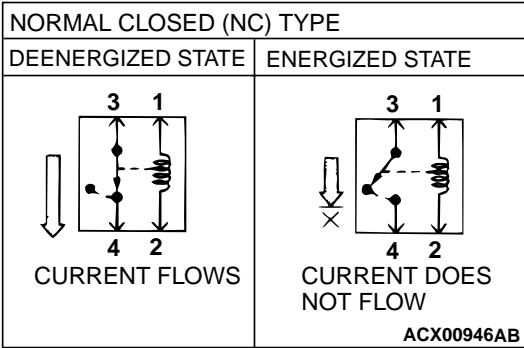 NORMAL CLOSED (NC) TYPE
DEENERGIZED STATE
ENERGIZED STATE
3 1
4 2
CURRENT FLOWS
3 1
4 2
CURRENT DOES
NOT FLOW
ACX00946AB